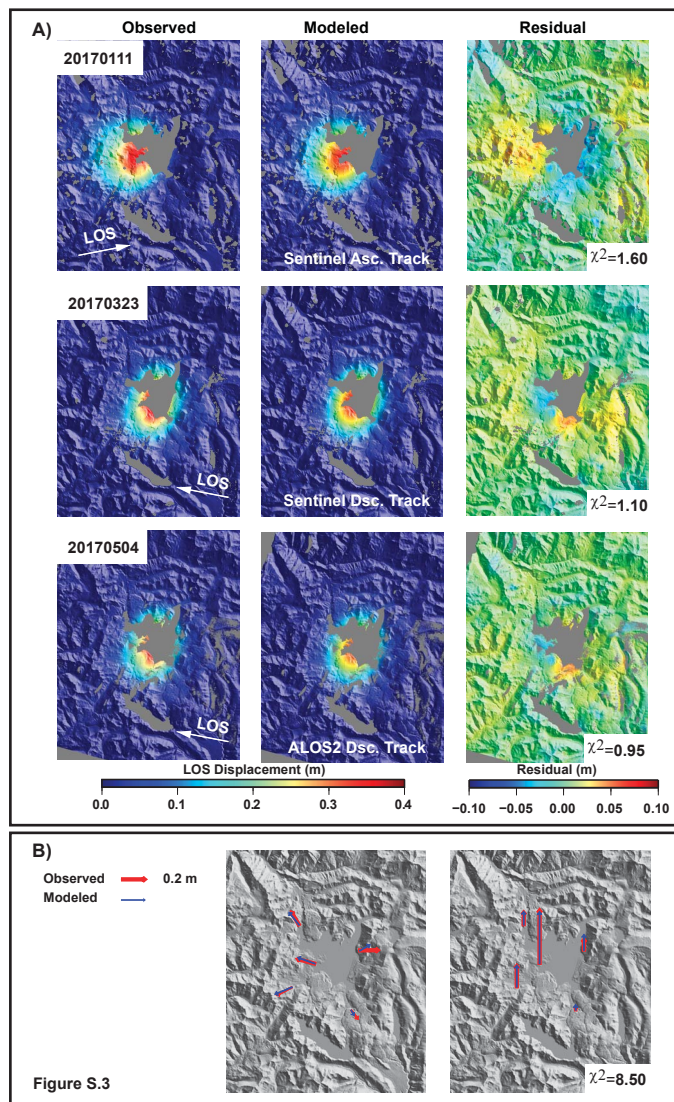 Observed Modeled Residual
A)
20170111
LOS
Sentinel Asc. Track
χ2=1.60
20170323
LOS
Sentinel Dsc. Track
χ2=1.10
20170504
LOS
ALOS2 Dsc. Track
χ2=0.95
LOS Displacement (m) Residual (m)
0.0 0.1 0.2 0.3 0.4 −0.10 −0.05 0.00 0.05 0.10
B)
Observed 0.2 m
Modeled
Figure S.3
χ2=8.50